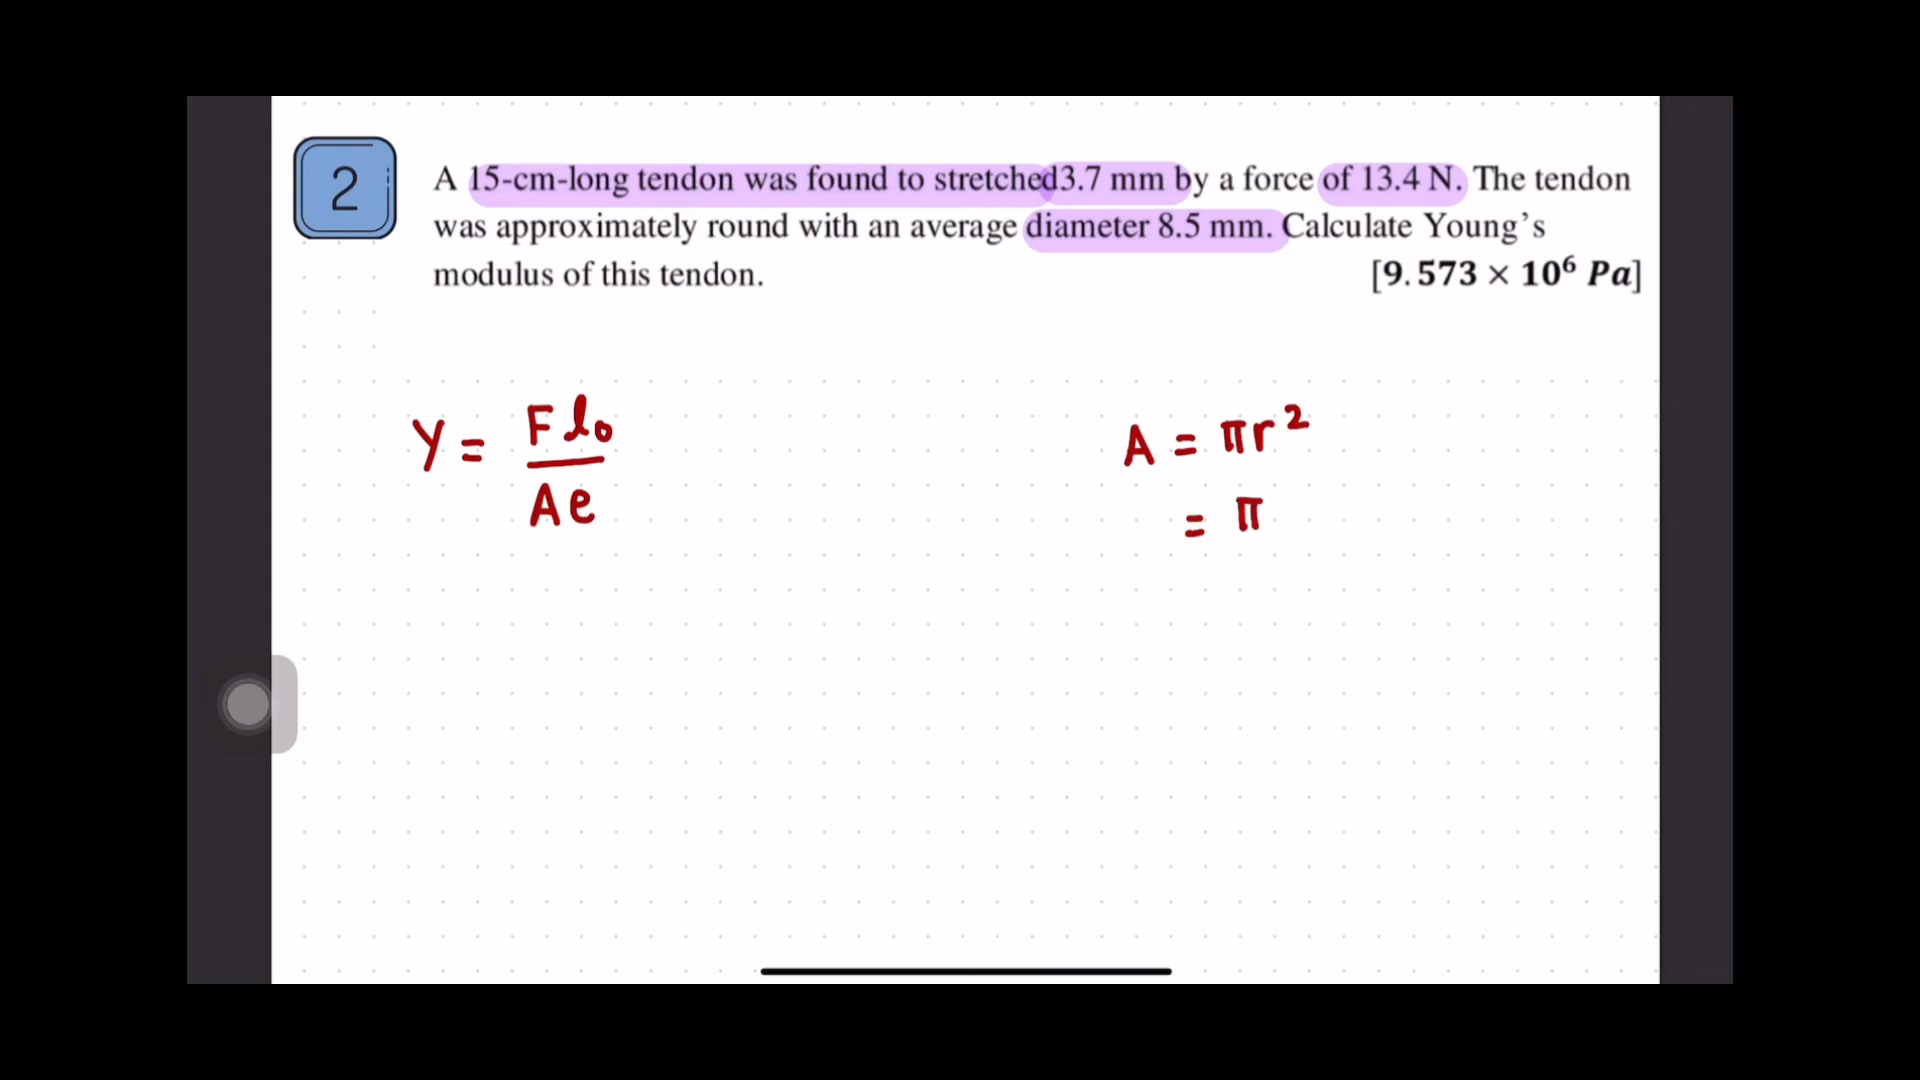 2
A 15-cm-long tendon was found to stretched3.7 mm by a force of 13.4 N. The tendon
was approximately round with an average diameter 8.5 mm. Calculate Young’s
modulus of this tendon. [9.573 × 10⁶ Pa]
Y = Fl₀ / Ae
A = πr²
= π